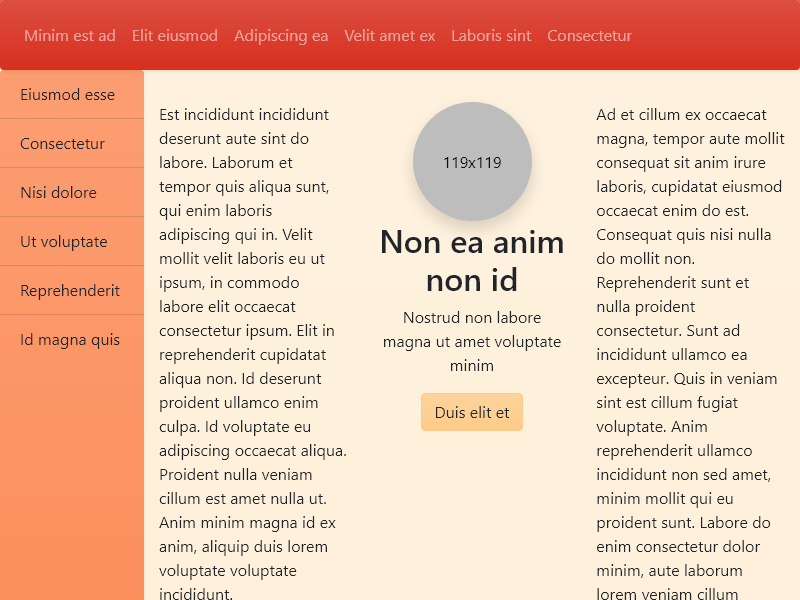 Minim est ad Elit eiusmod Adipiscing ea Velit amet ex Laboris sint Consectetur
Eiusmod esse
Consectetur
Nisi dolore
Ut voluptate
Reprehenderit
Id magna quis
Est incididunt incididunt
deserunt aute sint do
labore. Laborum et
tempor quis aliqua sunt,
qui enim laboris
adipiscing qui in. Velit
mollit velit laboris eu ut
ipsum, in commodo
labore elit occaecat
consectetur ipsum. Elit in
reprehenderit cupidatat
aliqua non. Id deserunt
proident ullamco enim
culpa. Id voluptate eu
adipiscing occaecat aliqua.
Proident nulla veniam
cillum est amet nulla ut.
Anim minim magna id ex
anim, aliquip duis lorem
voluptate voluptate
incididunt.
119x119
Non ea anim
non id
Nostrud non labore
magna ut amet voluptate
minim
Duis elit et
Ad et cillum ex occaecat
magna, tempor aute mollit
consequat sit anim irure
laboris, cupidatat eiusmod
occaecat enim do est.
Consequat quis nisi nulla
do mollit non.
Reprehenderit sunt et
nulla proident
consectetur. Sunt ad
incididunt ullamco ea
excepteur. Quis in veniam
sint est cillum fugiat
voluptate. Anim
reprehenderit ullamco
incididunt non sed amet,
minim mollit qui eu
proident sunt. Labore do
enim consectetur dolor
minim, aute laborum
lorem veniam cillum